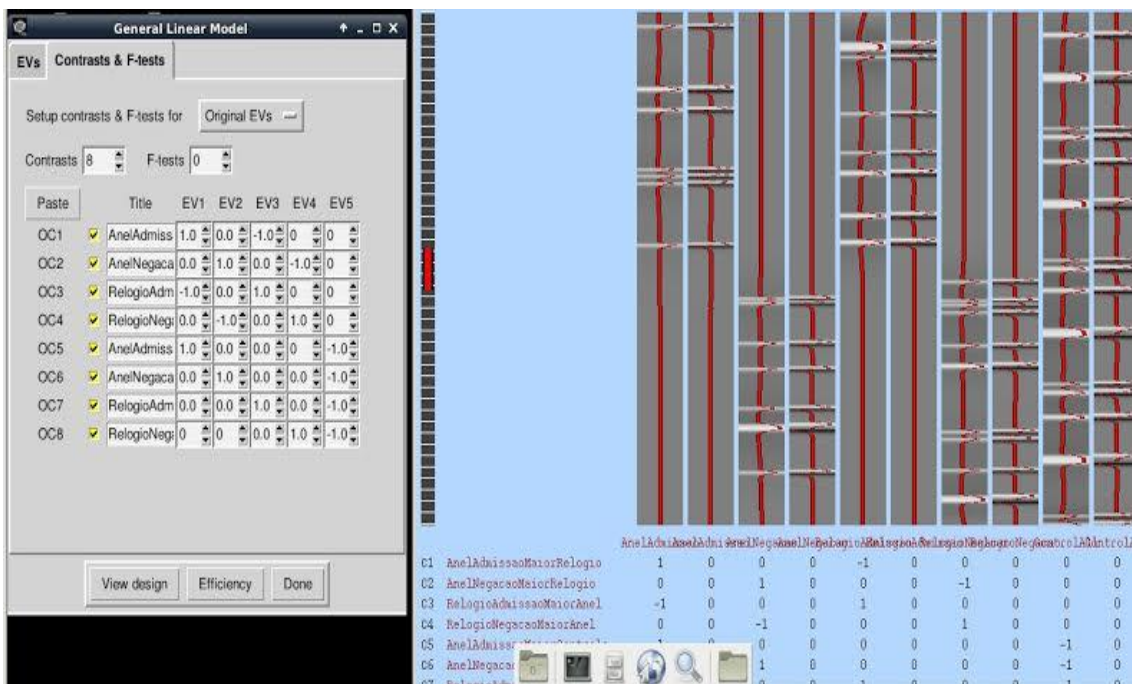 General Linear Model
EVs Contrasts & F-tests
Setup contrasts & F-tests for Original EVs
Contrasts 8 F-tests 0
Paste Title EV1 EV2 EV3 EV4 EV5
OC1 AnelAdmiss 1.0 0.0 -1.0 0 0
OC2 AnelNegaca 0.0 1.0 0.0 -1.0 0
OC3 RelogioAdm -1.0 0.0 1.0 0 0
OC4 RelogioNeg 0.0 -1.0 0.0 1.0 0
OC5 AnelAdmiss 1.0 0.0 0.0 0 -1.0
OC6 AnelNegaca 0.0 1.0 0.0 0.0 -1.0
OC7 RelogioAdm 0.0 0.0 1.0 0.0 -1.0
OC8 RelogioNeg 0 0 0.0 1.0 -1.0
View design Efficiency Done
C1 AnelAdmissaoMaiorRelogio 1 0 0 0 -1 0 0 0 0 0
C2 AnelNegacaoMaiorRelogio 0 0 1 0 0 0 -1 0 0 0
C3 RelogioAdmissaoMaiorAnel -1 0 0 0 1 0 0 0 0 0
C4 RelogioNegacaoMaiorAnel 0 0 -1 0 0 0 1 0 0 0
C5 0 0 0 0 0 0 -1 0
C6 1 0 0 0 0 0 -1 0